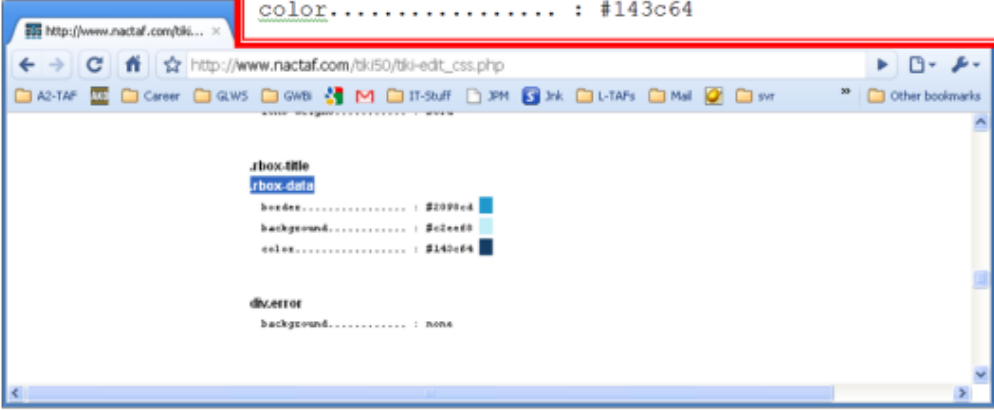 color................. : #143c64
http://www.nactaf.com/tiki...
http://www.nactaf.com/tiki50/tiki-edit_css.php
A2-TAF AKO Career GLWS GWBi IT-Stuff JPM Jnk L-TAFs Mail svr » Other bookmarks
.rbox-title
.rbox-data
border................ : #2098cd
background............ : #c2eef8
color................. : #143c64
div.error
background............ : none